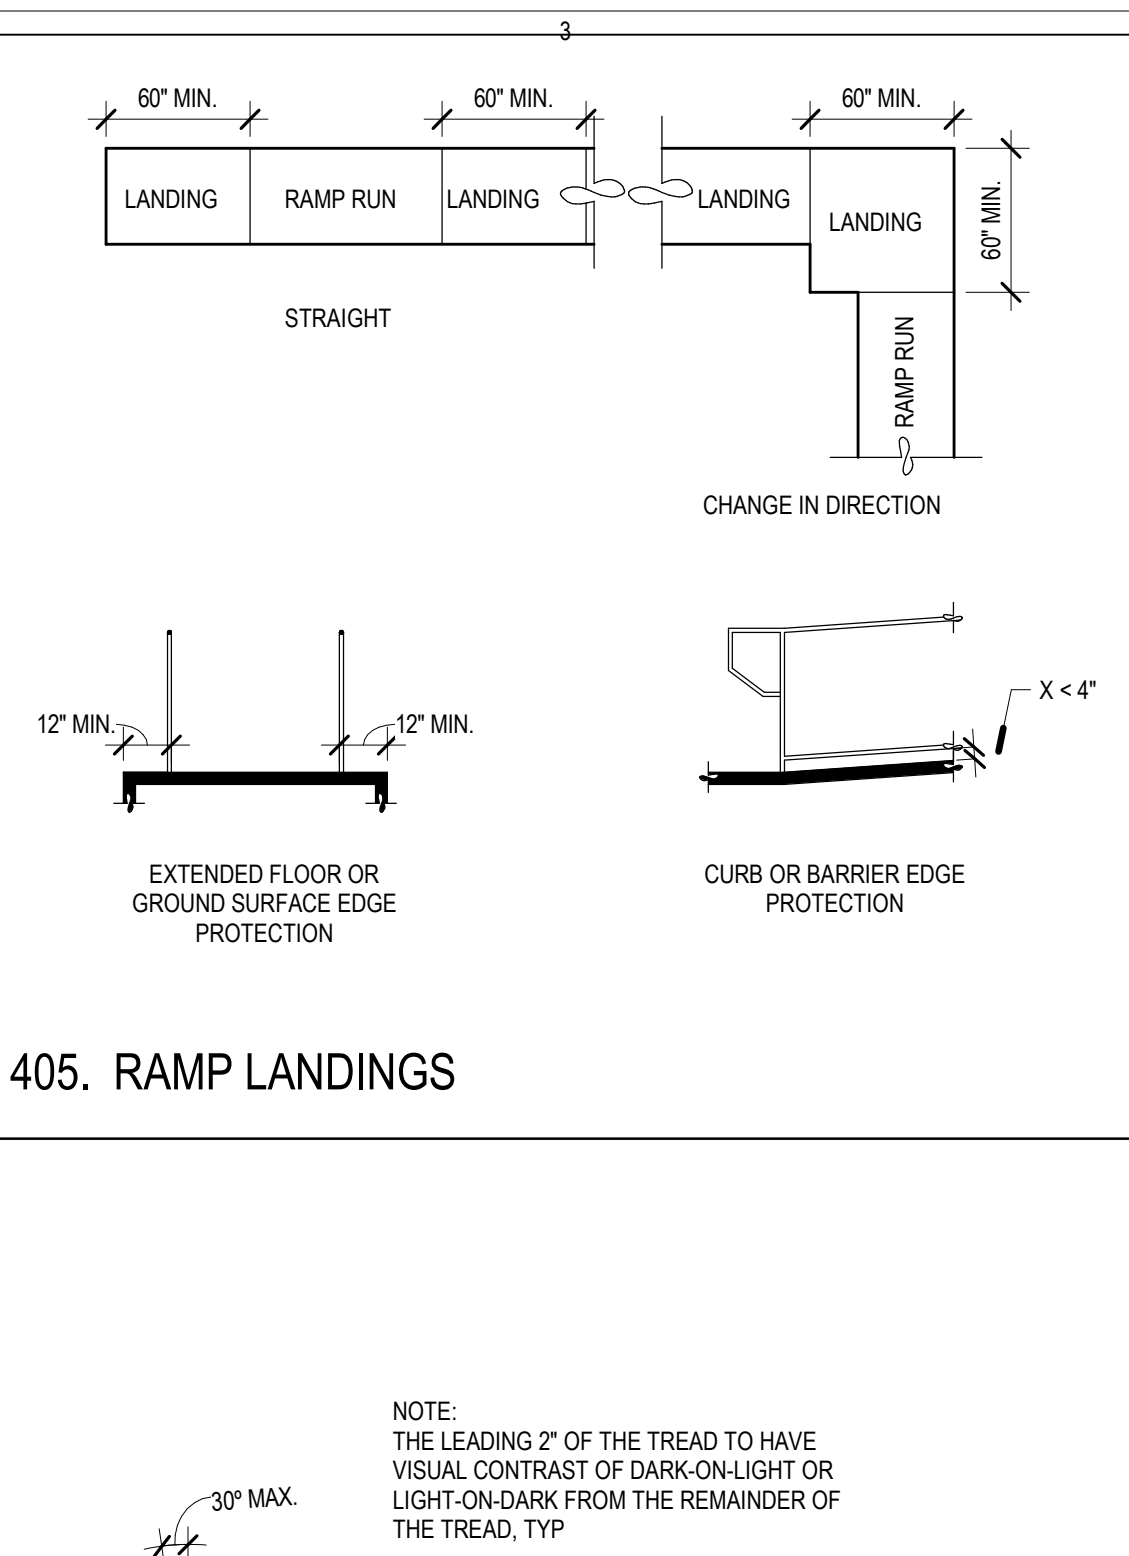 3
60" MIN.
60" MIN.
60" MIN.
LANDING
RAMP RUN
LANDING
LANDING
LANDING
60" MIN.
STRAIGHT
RAMP RUN
CHANGE IN DIRECTION
12" MIN.
12" MIN.
X < 4"
EXTENDED FLOOR OR
GROUND SURFACE EDGE
PROTECTION
CURB OR BARRIER EDGE
PROTECTION
405. RAMP LANDINGS
NOTE:
THE LEADING 2" OF THE TREAD TO HAVE
VISUAL CONTRAST OF DARK-ON-LIGHT OR
LIGHT-ON-DARK FROM THE REMAINDER OF
THE TREAD, TYP
30º MAX.